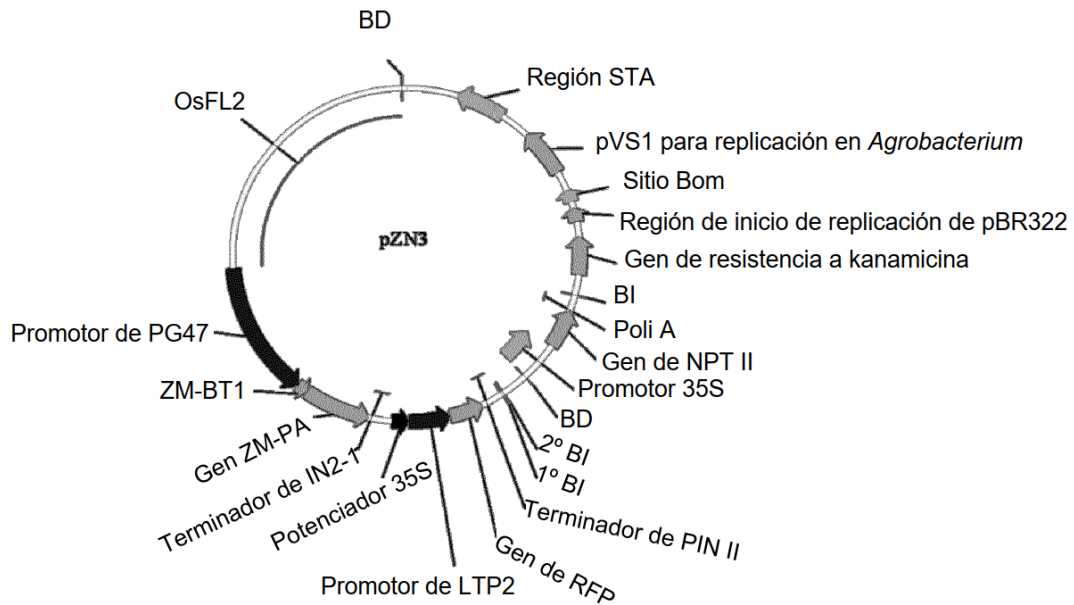 BD
Región STA
OsFL2
pVS1 para replicación en Agrobacterium
Sitio Bom
Región de inicio de replicación de pBR322
pZN3
Gen de resistencia a kanamicina
BI
Poli A
Promotor de PG47
Gen de NPT II
Promotor 35S
ZM-BT1
BD
2º BI
Gen ZM-PA
1º BI
Terminador de IN2-1
Potenciador 35S
Terminador de PIN II
Gen de RFP
Promotor de LTP2